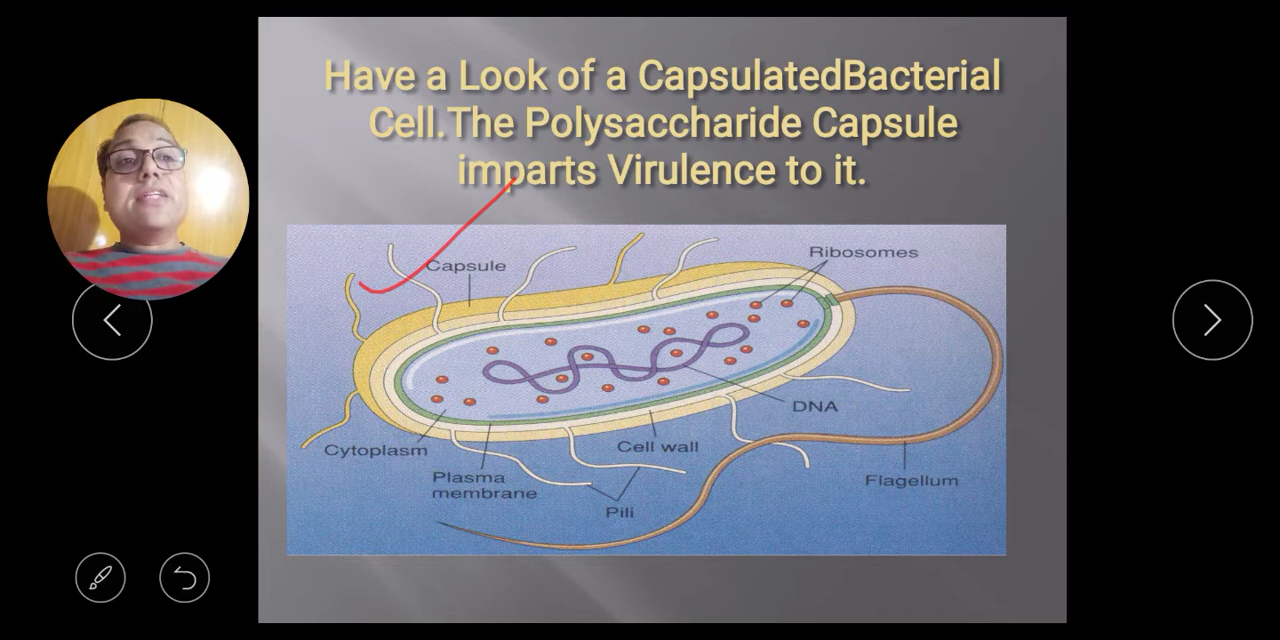 Have a Look of a CapsulatedBacterial
Cell.The Polysaccharide Capsule
imparts Virulence to it.
Ribosomes
Capsule
DNA
Cytoplasm
Cell wall
Plasma
membrane
Flagellum
Pili